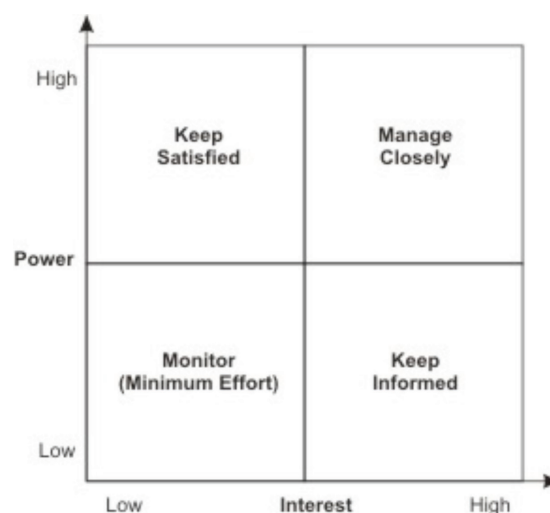 High
Keep
Satisfied
Manage
Closely
Power
Monitor
(Minimum Effort)
Keep
Informed
Low
Low
Interest
High